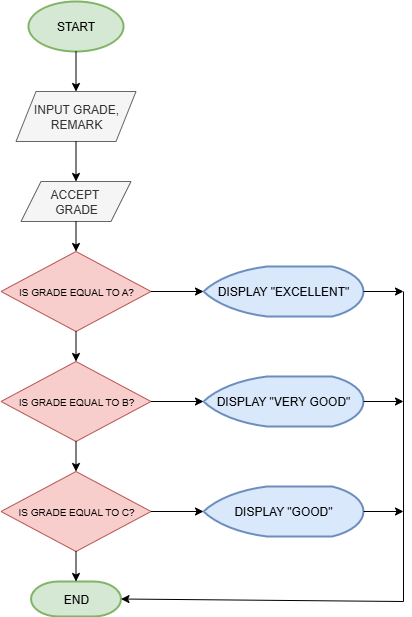 START
INPUT GRADE,
REMARK
ACCEPT
GRADE
IS GRADE EQUAL TO A?
DISPLAY "EXCELLENT"
IS GRADE EQUAL TO B?
DISPLAY "VERY GOOD"
IS GRADE EQUAL TO C?
DISPLAY "GOOD"
END